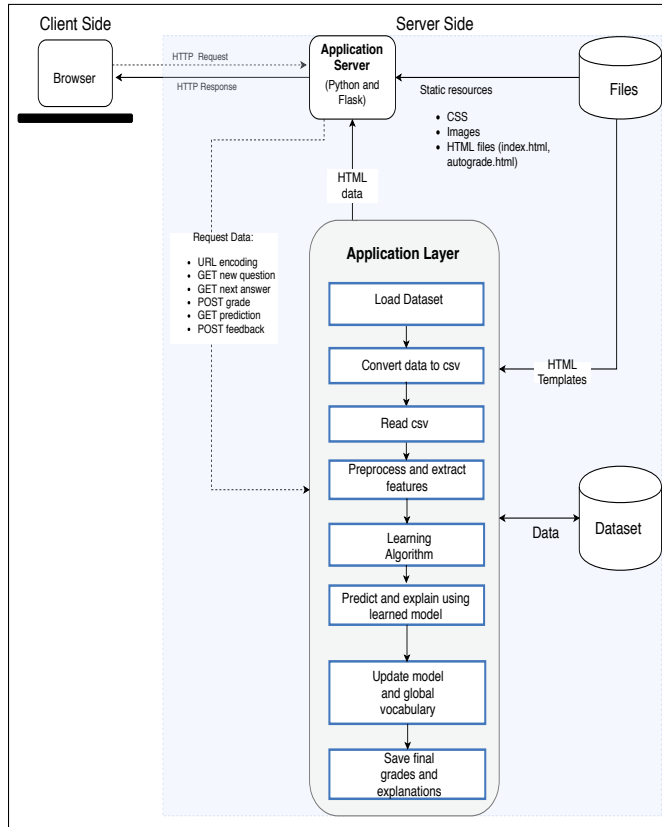 Client Side
Server Side
Browser
HTTP Request
HTTP Response
Application
Server
(Python and
Flask)
Static resources
• CSS
• Images
• HTML files (index.html,
autograde.html)
Files
HTML
data
Request Data:
• URL encoding
• GET new question
• GET next answer
• POST grade
• GET prediction
• POST feedback
Application Layer
Load Dataset
Convert data to csv
Read csv
Preprocess and extract
features
Learning
Algorithm
Predict and explain using
learned model
Update model
and global
vocabulary
Save final
grades and
explanations
HTML
Templates
Data
Dataset